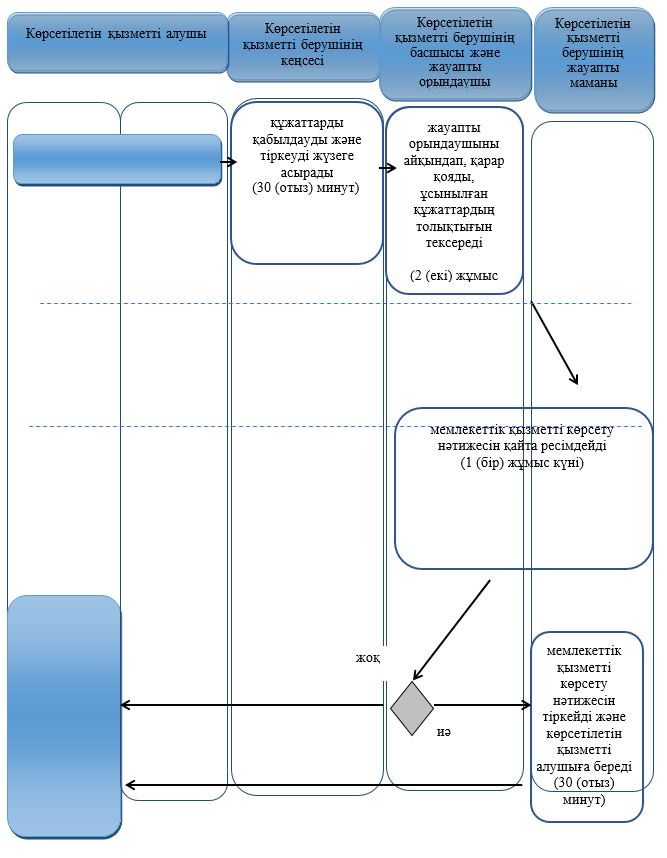 Көрсетілетін қызметті алушы
Көрсетілетін
қызметті берушінің
кеңсесі
Көрсетілетін
қызметті берушінің
басшысы және
жауапты
орындаушы
Көрсетілетін
қызметті
берушінің
жауапты
маманы
құжаттарды
қабылдауды және
тіркеуді жүзеге
асырады
(30 (отыз) минут)
жауапты
орындаушыны
айқындап, қарар
қояды,
ұсынылған
құжаттардың
толықтығын
тексереді
(2 (екі) жұмыс
мемлекеттік қызметті көрсету
нәтижесін қайта ресімдейді
(1 (бір) жұмыс күні)
жоқ
иә
мемлекеттік
қызметті
көрсету
нәтижесін
тіркейді және
көрсетілетін
қызметті
алушыға береді
(30 (отыз)
минут)